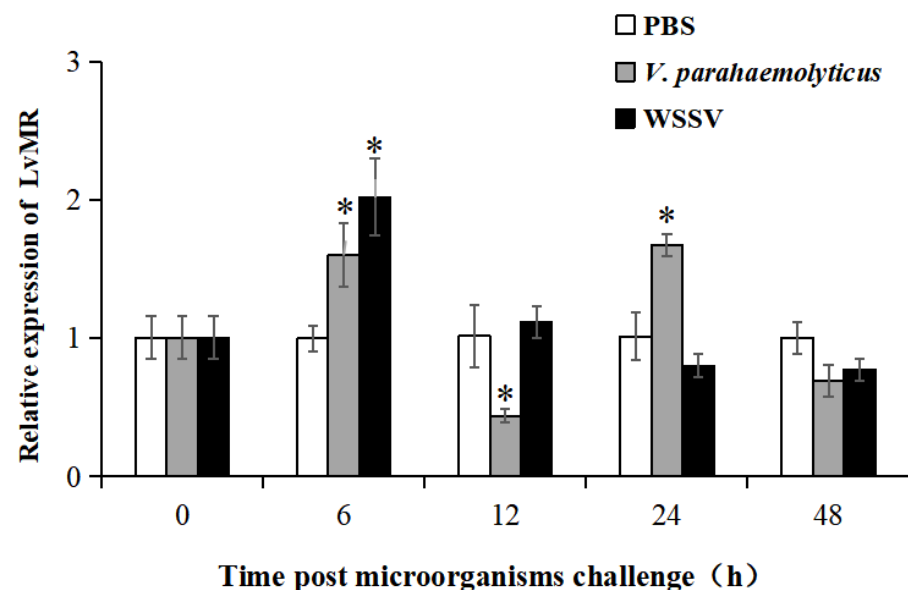 PBS
V. parahaemolyticus
WSSV
Relative expression of LvMR
3
2
1
0
* * * * 
0 6 12 24 48
Time post microorganisms challenge（h）